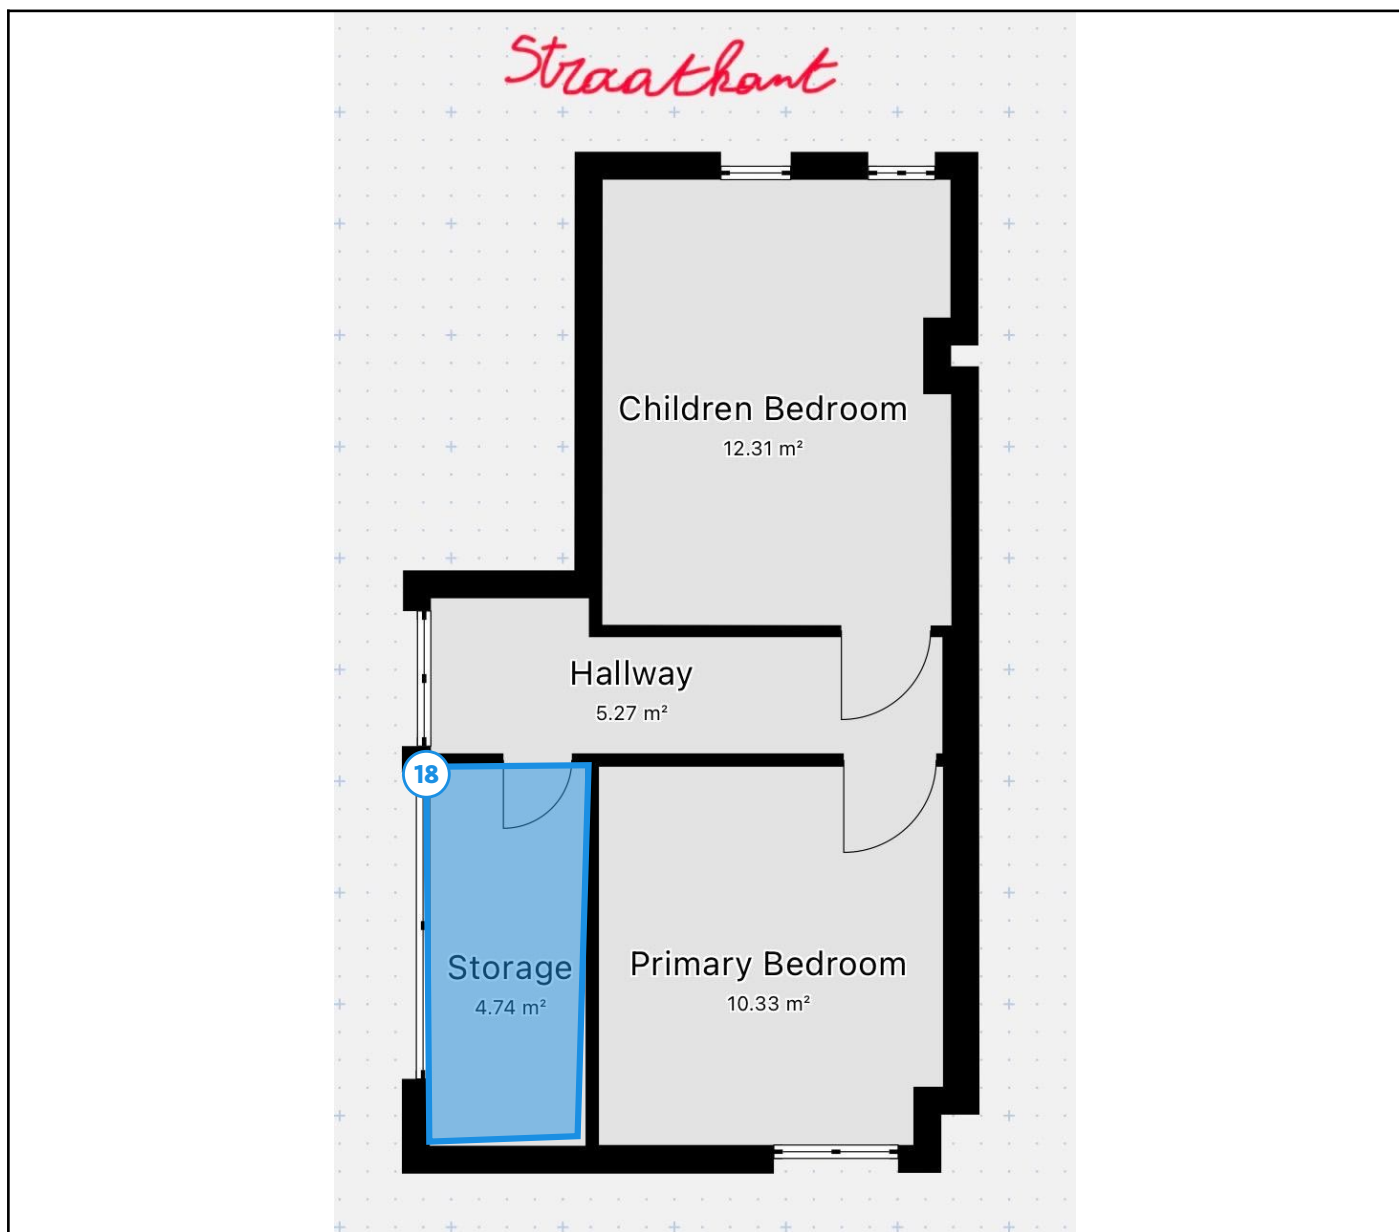 Straatkant
Children Bedroom
12.31 m²
Hallway
5.27 m²
18
Storage
4.74 m²
Primary Bedroom
10.33 m²